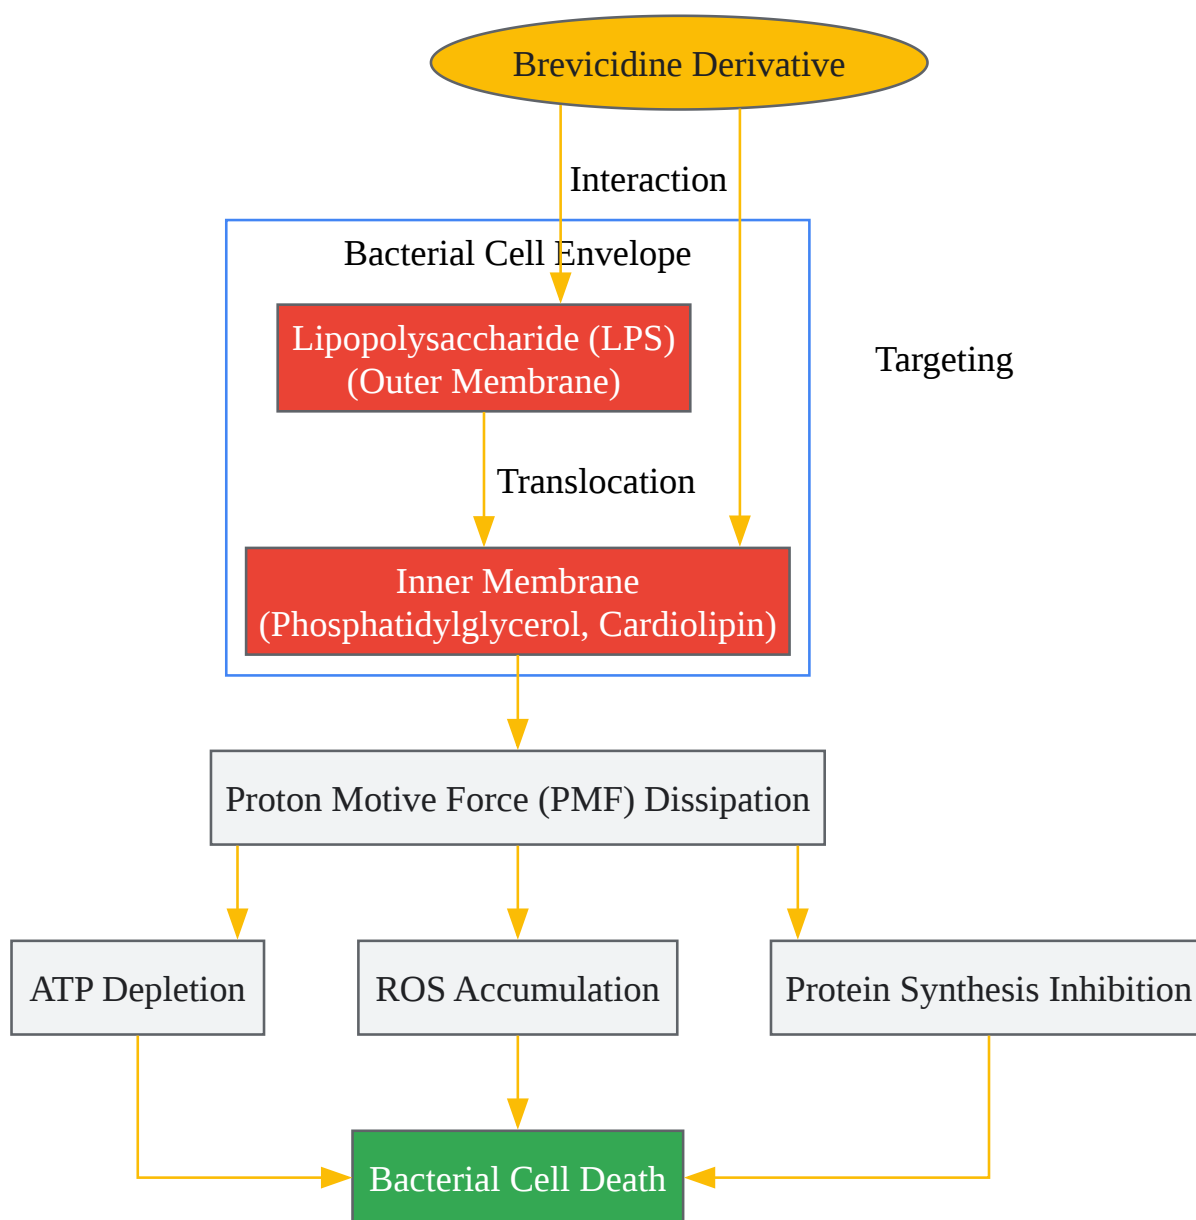 Brevicidine Derivative
Interaction
Bacterial Cell Envelope
Lipopolysaccharide (LPS)
(Outer Membrane)
Targeting
Translocation
Inner Membrane
(Phosphatidylglycerol, Cardiolipin)
Proton Motive Force (PMF) Dissipation
ATP Depletion
ROS Accumulation
Protein Synthesis Inhibition
Bacterial Cell Death